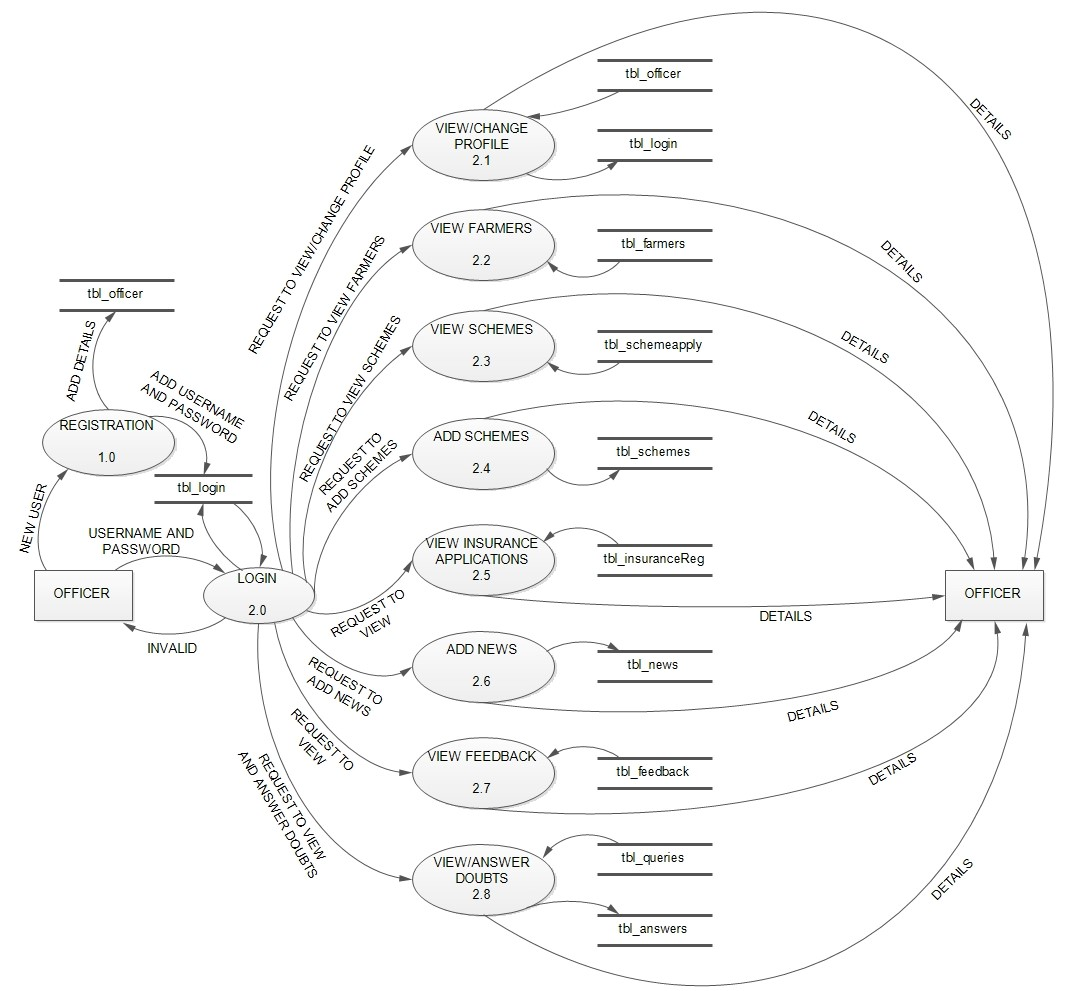 DETAILS
tbl_officer
VIEW/CHANGE
PROFILE
2.1
tbl_login
REQUEST TO VIEW/CHANGE PROFILE
VIEW FARMERS
2.2
tbl_farmers
DETAILS
REQUEST TO VIEW FARMERS
tbl_officer
ADD DETAILS
VIEW SCHEMES
2.3
tbl_schemeapply
DETAILS
REQUEST TO VIEW SCHEMES
ADD USERNAME
AND PASSWORD
REGISTRATION
1.0
ADD SCHEMES
2.4
tbl_schemes
DETAILS
REQUEST TO
ADD SCHEMES
tbl_login
NEW USER
USERNAME AND
PASSWORD
VIEW INSURANCE
APPLICATIONS
2.5
tbl_insuranceReg
OFFICER
LOGIN
2.0
OFFICER
REQUEST TO
VIEW
DETAILS
INVALID
ADD NEWS
2.6
tbl_news
REQUEST TO
ADD NEWS
DETAILS
REQUEST TO
VIEW
VIEW FEEDBACK
2.7
tbl_feedback
DETAILS
REQUEST TO VIEW
AND ANSWER DOUBTS
VIEW/ANSWER
DOUBTS
2.8
tbl_queries
DETAILS
tbl_answers